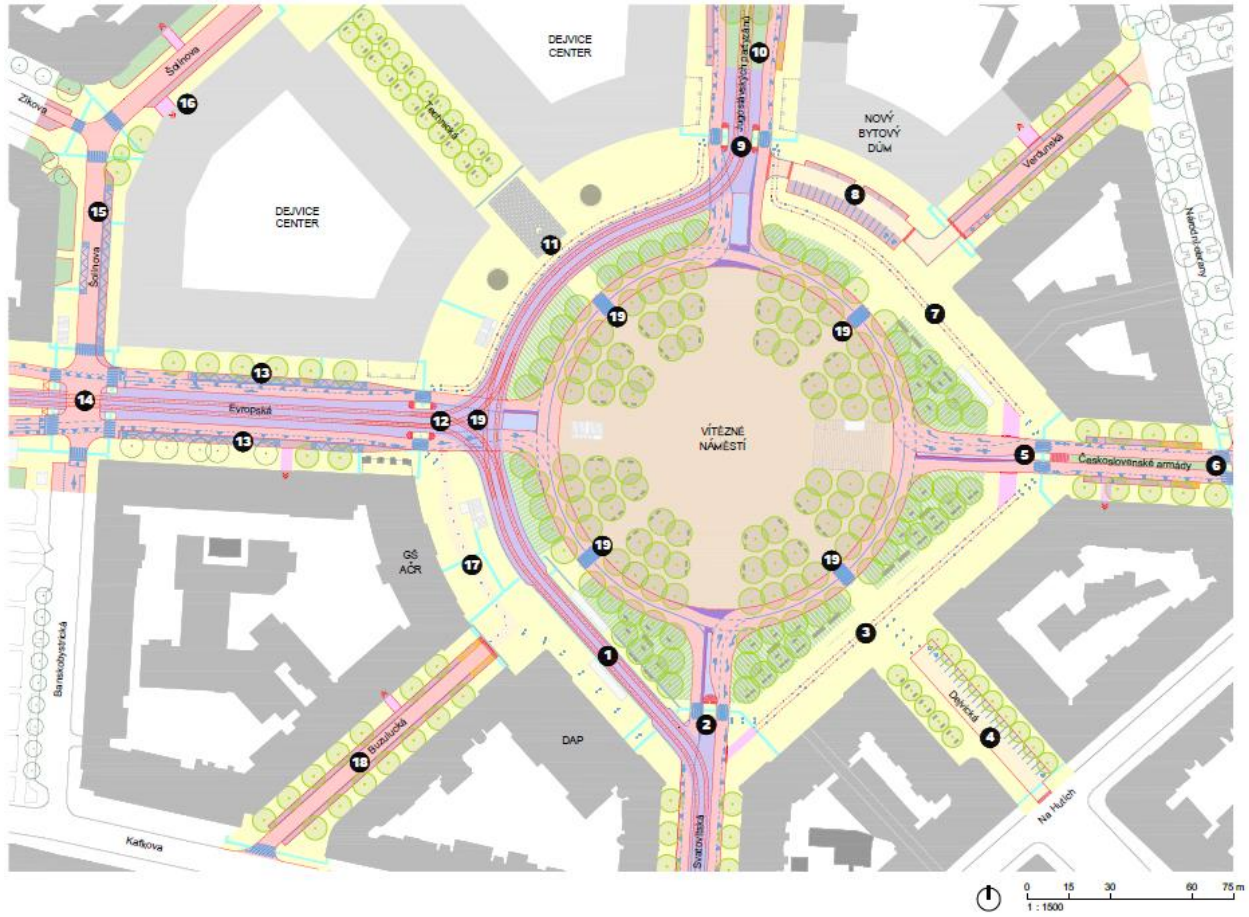 DEJVICE
CENTER
Jugoslávských partyzánů
10
Šolínova
Zikova
16
Technická
NOVÝ
BYTOVÝ
DŮM
9
Verdunská
DEJVICE
CENTER
8
15
Šolínova
11
Národní obrany
7
19
19
13
14
Evropská
12
19
VÍTĚZNÉ
NÁMĚSTÍ
13
5
Československé armády
6
GŠ
AČR
17
19
19
3
1
Banskobystrická
Dejvická
4
2
DAP
Buzulucká
18
Na Hutích
Kafkova
Svatovítská
0 15 30 60 75 m
1 : 1500